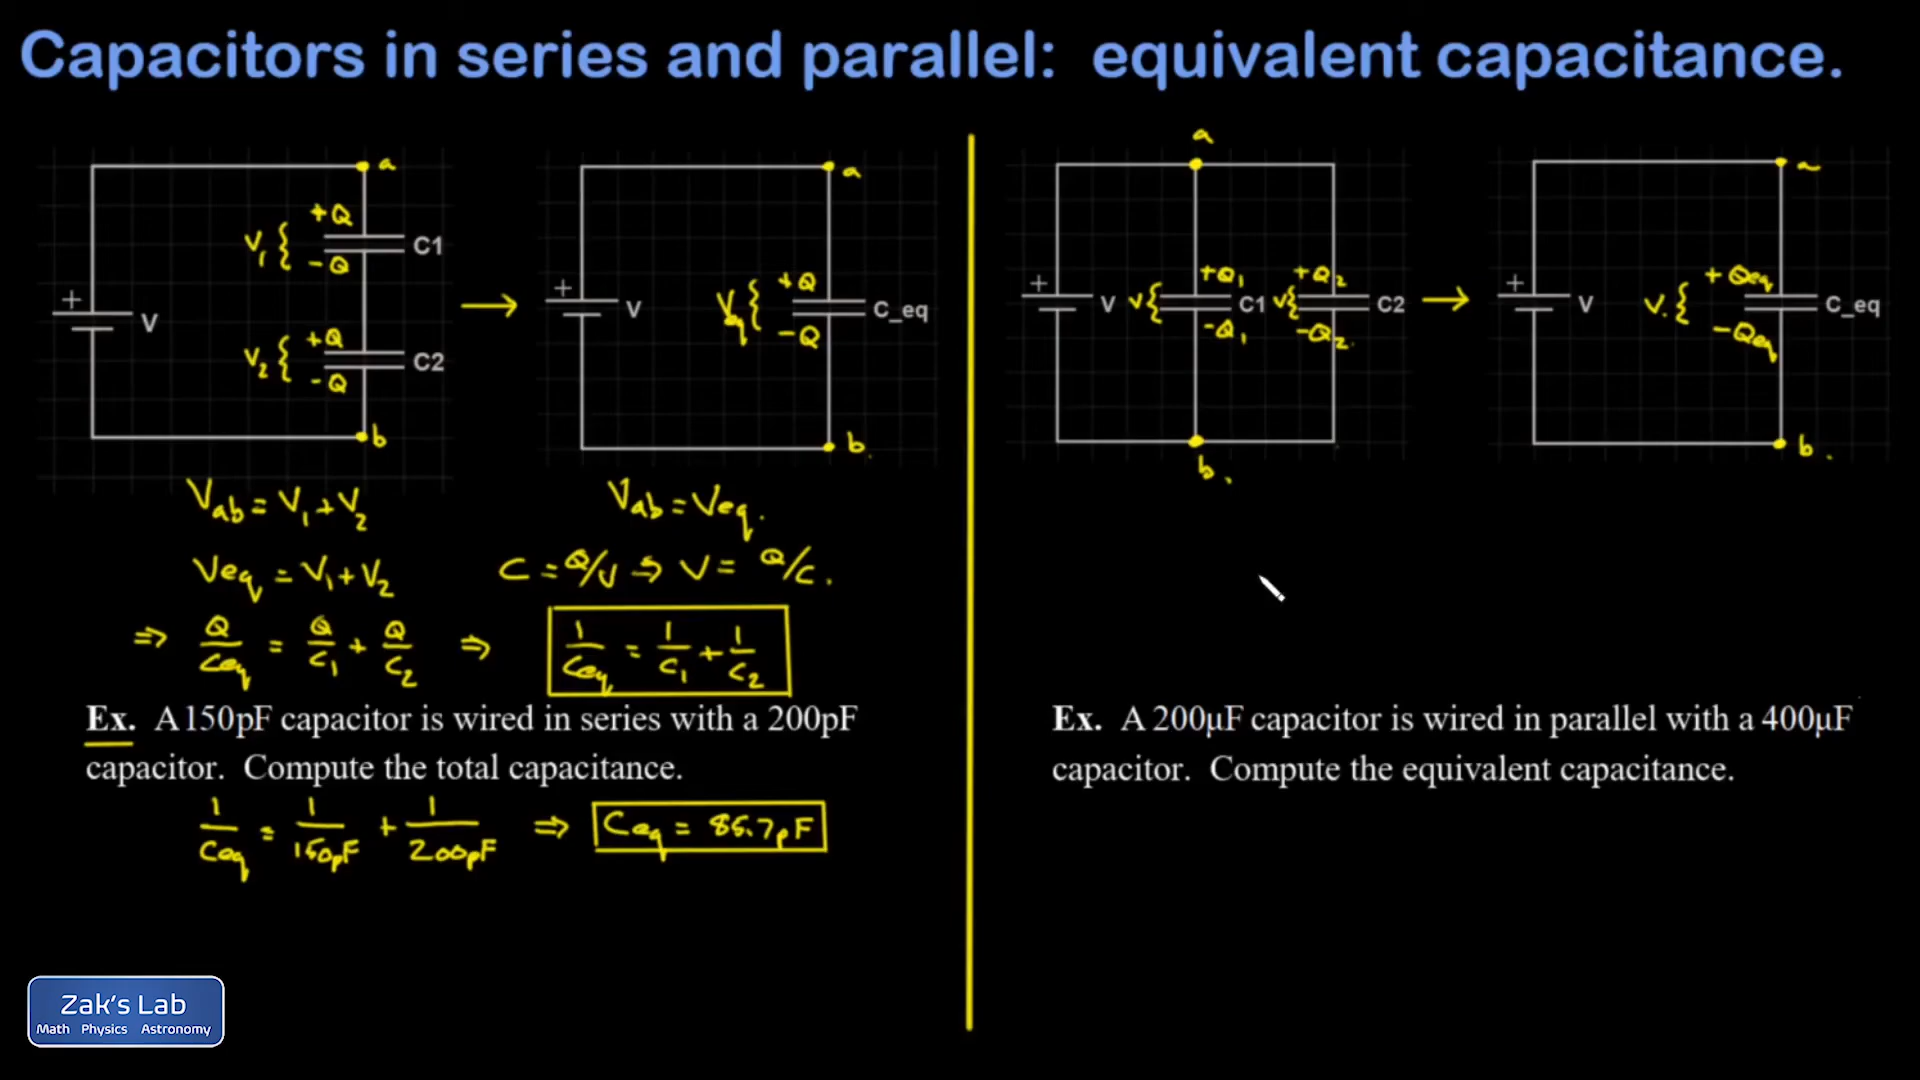 Capacitors in series and parallel: equivalent capacitance.
a
+Q
V₁ {
-Q
C1
+
V
+Q
V₂ {
-Q
C2
b
→
a
+
V
+Q
Veq {
-Q
C_eq
b.
Vab = V₁ + V₂
Vab = Veq.
Veq = V₁ + V₂
C = Q/V ⇒ V = Q/C.
⇒ Q/Ceq = Q/C₁ + Q/C₂ ⇒ 1/Ceq = 1/C₁ + 1/C₂
Ex. A 150pF capacitor is wired in series with a 200pF
capacitor. Compute the total capacitance.
1/Ceq = 1/150pF + 1/200pF ⇒ Ceq = 85.7pF
a
+
V
+Q₁
V {
-Q₁
C1
+Q₂
V {
-Q₂.
C2
b.
→
a
+
V
+Qeq
V. {
-Qeq
C_eq
b.
Ex. A 200μF capacitor is wired in parallel with a 400μF
capacitor. Compute the equivalent capacitance.
Zak's Lab
Math Physics Astronomy